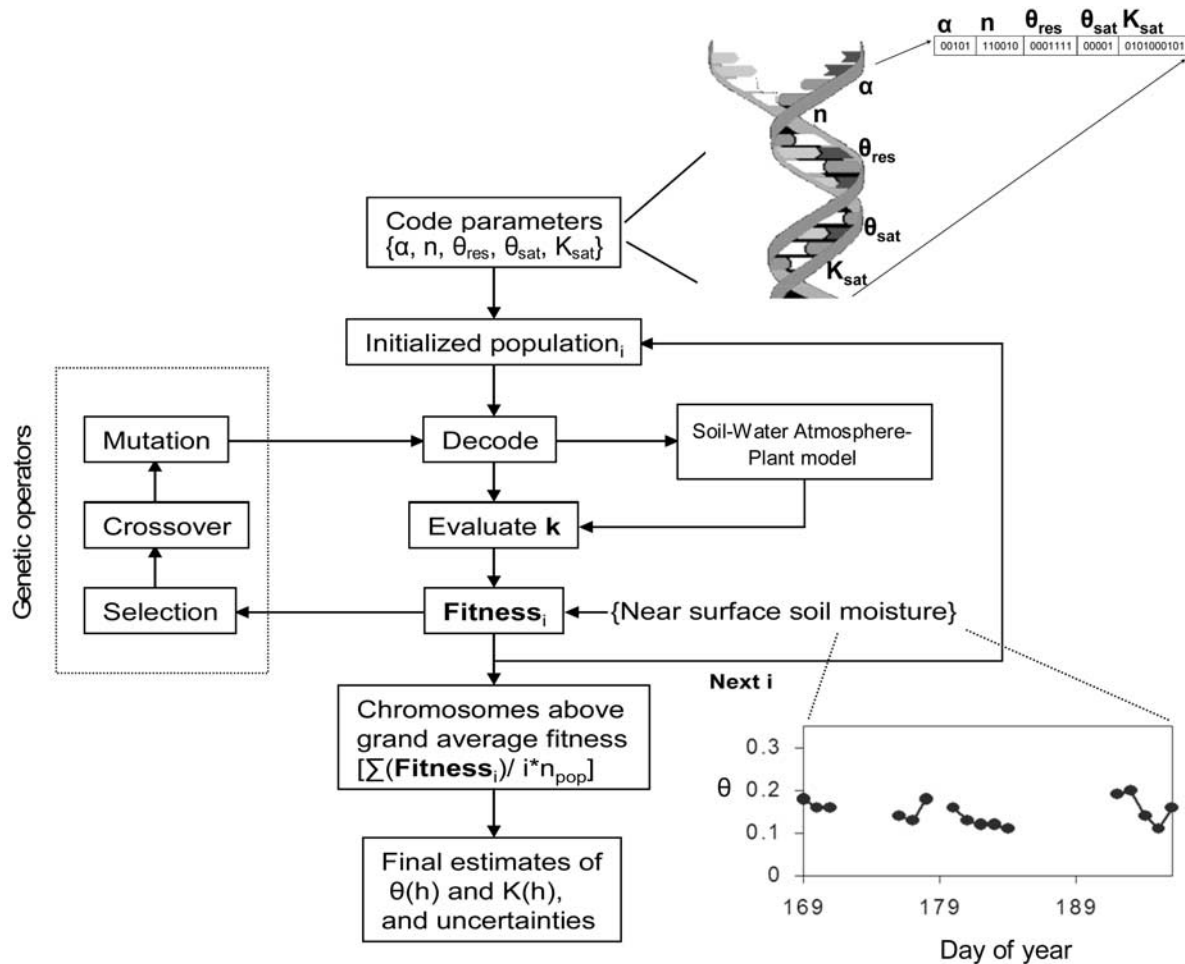 α n θres θsat Ksat
00101 110010 0001111 00001 0101000101
α
n
θres
θsat
Ksat
Code parameters
{α, n, θres, θsat, Ksat}
Initialized populationi
Genetic operators
Mutation
Decode
Soil-Water Atmosphere-
Plant model
Crossover
Evaluate k
Selection
Fitnessi
{Near surface soil moisture}
Next i
Chromosomes above
grand average fitness
[∑(Fitnessi)/ i*npop]
Final estimates of
θ(h) and K(h),
and uncertainties
0.3
θ 0.2
0.1
0
169 179 189
Day of year